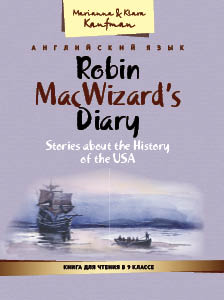 Marianna & Klara
Kaufman
АНГЛИЙСКИЙ ЯЗЫК
Robin
MacWizard's
Diary
Stories about the History
of the USA
КНИГА ДЛЯ ЧТЕНИЯ В 9 КЛАССЕ